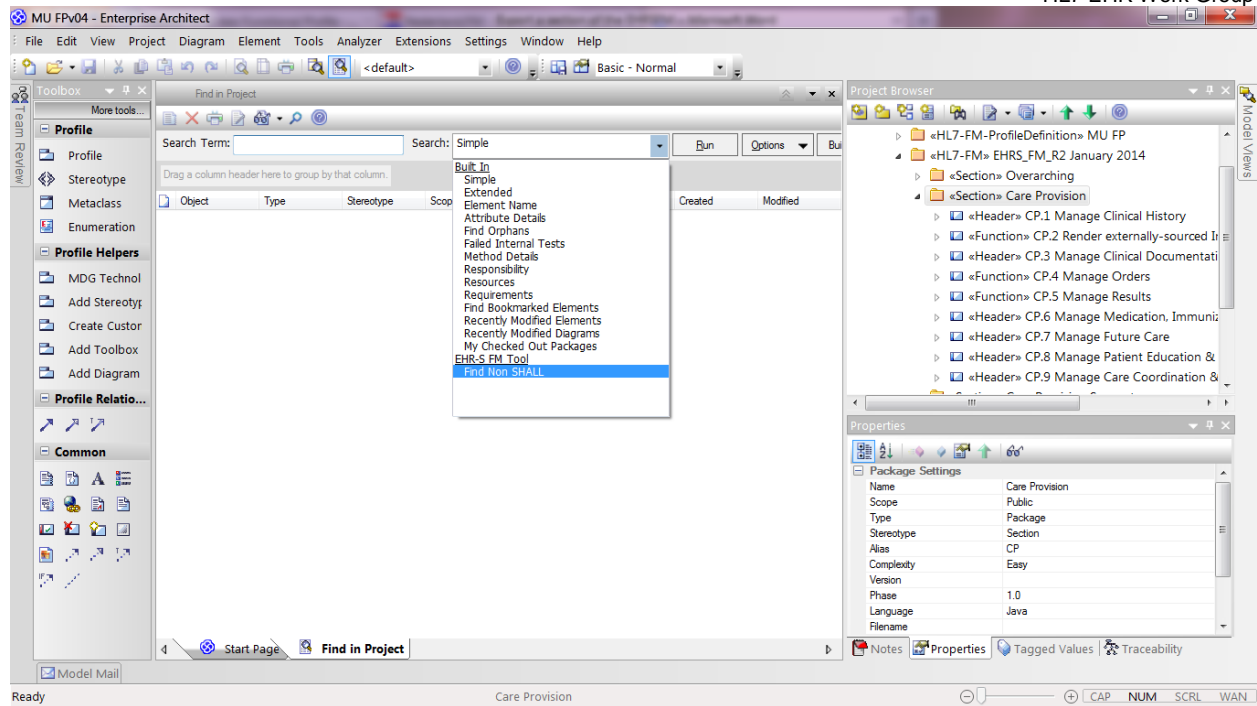 HL7 EHR Work Group
MU FPv04 - Enterprise Architect
File Edit View Project Diagram Element Tools Analyzer Extensions Settings Window Help
<default> Basic - Normal
Toolbox
More tools...
Team Review
Profile
Profile
Stereotype
Metaclass
Enumeration
Profile Helpers
MDG Technol
Add Stereotyp
Create Custor
Add Toolbox
Add Diagram
Profile Relatio...
Common
Find in Project
Search Term: Search: Simple Run Options Bui
Drag a column header here to group by that column.
Object Type Stereotype Scop Created Modified
Built In
Simple
Extended
Element Name
Attribute Details
Find Orphans
Failed Internal Tests
Method Details
Responsibility
Resources
Requirements
Find Bookmarked Elements
Recently Modified Elements
Recently Modified Diagrams
My Checked Out Packages
EHR-S FM Tool
Find Non SHALL
Start Page Find in Project
Project Browser
Model Views
«HL7-FM-ProfileDefinition» MU FP
«HL7-FM» EHRS_FM_R2 January 2014
«Section» Overarching
«Section» Care Provision
«Header» CP.1 Manage Clinical History
«Function» CP.2 Render externally-sourced Ir
«Header» CP.3 Manage Clinical Documentati
«Function» CP.4 Manage Orders
«Function» CP.5 Manage Results
«Header» CP.6 Manage Medication, Immuniz
«Header» CP.7 Manage Future Care
«Header» CP.8 Manage Patient Education &
«Header» CP.9 Manage Care Coordination &
Properties
Package Settings
Name Care Provision
Scope Public
Type Package
Stereotype Section
Alias CP
Complexity Easy
Version
Phase 1.0
Language Java
Filename
Notes Properties Tagged Values Traceability
Model Mail
Ready Care Provision CAP NUM SCRL WAN